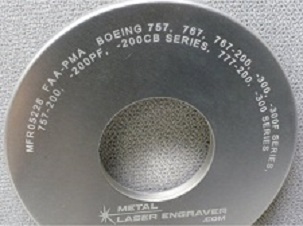 MFR05228 FAA-PMA BOEING 757, 767, 767-200, -300, -300F SERIES,
757-200, -200PF, -200CB SERIES, 777-200, -300 SERIES
METAL
LASER ENGRAVER
.COM